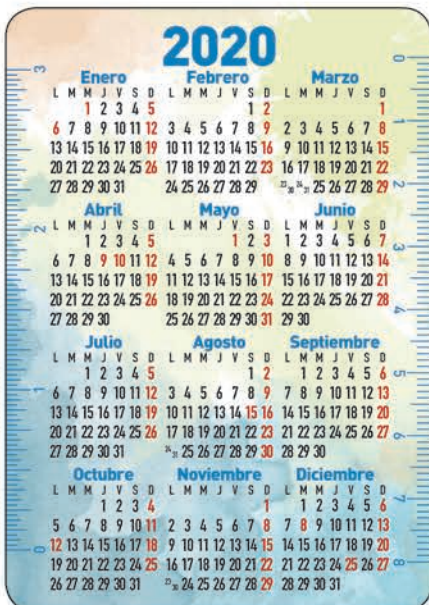 2020
Enero Febrero Marzo
L M M J V S D L M M J V S D L M M J V S D
1 2 3 4 5 1 2 1
6 7 8 9 10 11 12 3 4 5 6 7 8 9 2 3 4 5 6 7 8
13 14 15 16 17 18 19 10 11 12 13 14 15 16 9 10 11 12 13 14 15
20 21 22 23 24 25 26 17 18 19 20 21 22 23 16 17 18 19 20 21 22
27 28 29 30 31 24 25 26 27 28 29 23/30 24/31 25 26 27 28 29
Abril Mayo Junio
1 2 3 4 5 1 2 3 1 2 3 4 5 6 7
6 7 8 9 10 11 12 4 5 6 7 8 9 10 8 9 10 11 12 13 14
13 14 15 16 17 18 19 11 12 13 14 15 16 17 15 16 17 18 19 20 21
20 21 22 23 24 25 26 18 19 20 21 22 23 24 22 23 24 25 26 27 28
27 28 29 30 25 26 27 28 29 30 31 29 30
Julio Agosto Septiembre
1 2 3 4 5 1 2 1 2 3 4 5 6
6 7 8 9 10 11 12 3 4 5 6 7 8 9 7 8 9 10 11 12 13
13 14 15 16 17 18 19 10 11 12 13 14 15 16 14 15 16 17 18 19 20
20 21 22 23 24 25 26 17 18 19 20 21 22 23 21 22 23 24 25 26 27
27 28 29 30 31 24/31 25 26 27 28 29 30 28 29 30
Octubre Noviembre Diciembre
L M M J V S D L M M J V S D L M M J V S D
1 2 3 4 1 1 2 3 4 5 6
5 6 7 8 9 10 11 2 3 4 5 6 7 8 7 8 9 10 11 12 13
12 13 14 15 16 17 18 9 10 11 12 13 14 15 14 15 16 17 18 19 20
19 20 21 22 23 24 25 16 17 18 19 20 21 22 21 22 23 24 25 26 27
26 27 28 29 30 31 23/30 24 25 26 27 28 29 28 29 30 31
3
2
1
0
0
1
2
3
4
5
6
7
8